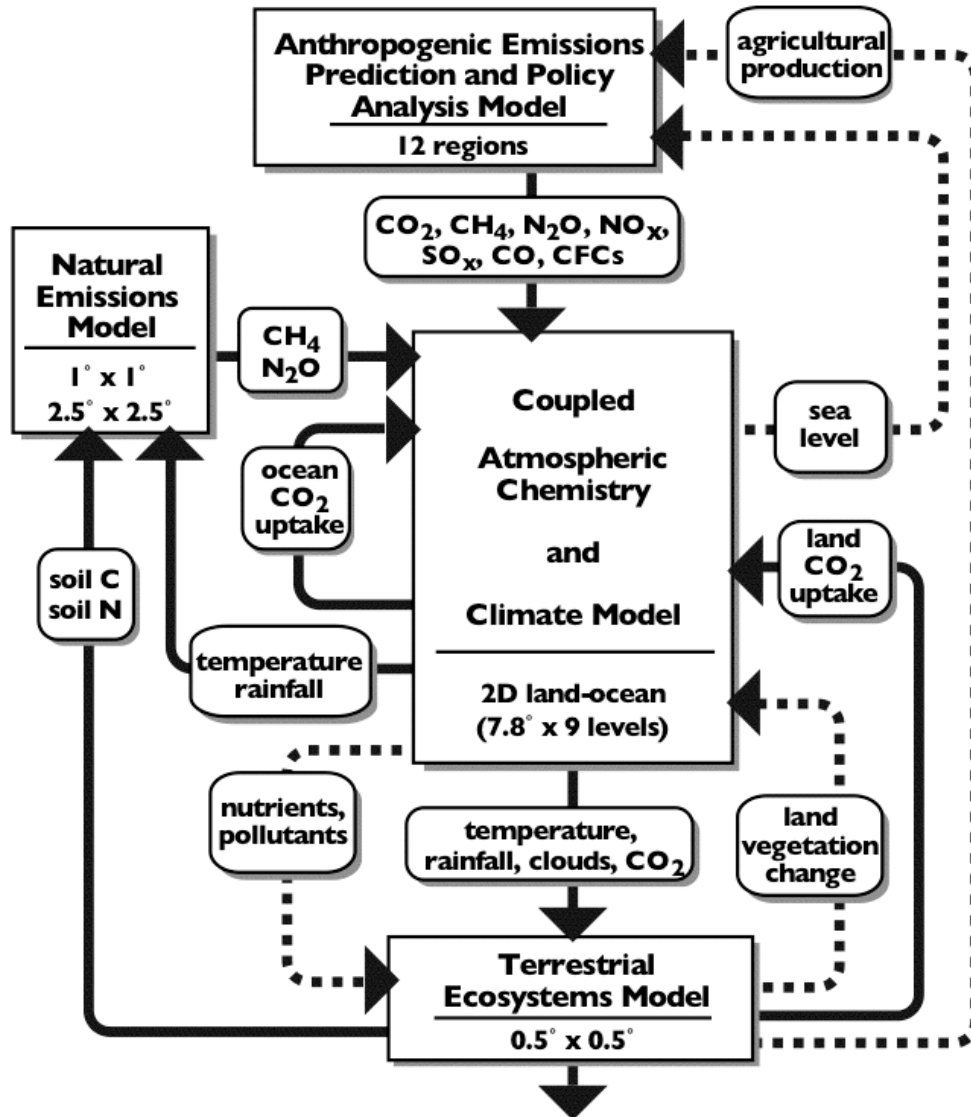 Anthropogenic Emissions
Prediction and Policy
Analysis Model
12 regions
agricultural
production
CO₂, CH₄, N₂O, NOₓ,
SOₓ, CO, CFCs
Natural
Emissions
Model
1° x 1°
2.5° x 2.5°
CH₄
N₂O
Coupled
Atmospheric
Chemistry
and
Climate Model
2D land-ocean
(7.8° x 9 levels)
sea
level
ocean
CO₂
uptake
land
CO₂
uptake
soil C
soil N
temperature
rainfall
nutrients,
pollutants
temperature,
rainfall, clouds, CO₂
land
vegetation
change
Terrestrial
Ecosystems Model
0.5° x 0.5°